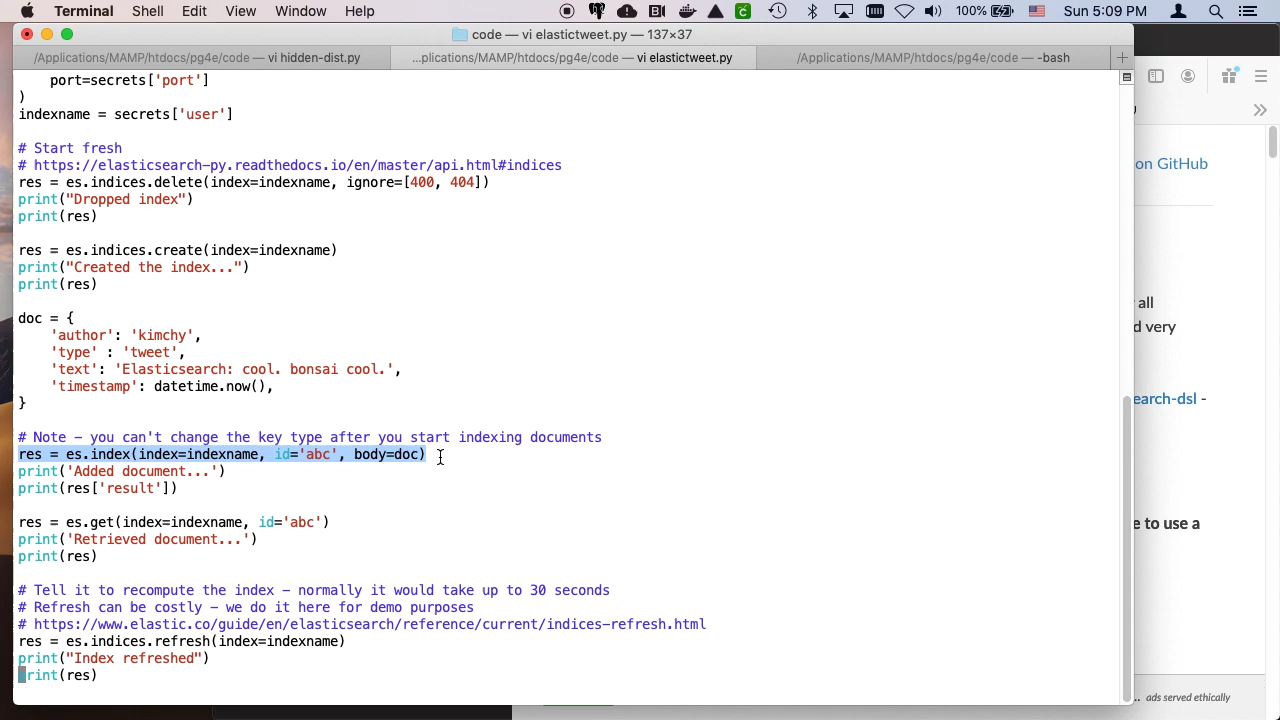 Terminal Shell Edit View Window Help 100% Sun 5:09 PM
code — vi elastictweet.py — 137×37
/Applications/MAMP/htdocs/pg4e/code — vi hidden-dist.py
...plications/MAMP/htdocs/pg4e/code — vi elastictweet.py
/Applications/MAMP/htdocs/pg4e/code — -bash
port=secrets['port']
)
indexname = secrets['user']
# Start fresh
# https://elasticsearch-py.readthedocs.io/en/master/api.html#indices
res = es.indices.delete(index=indexname, ignore=[400, 404])
print("Dropped index")
print(res)
res = es.indices.create(index=indexname)
print("Created the index...")
print(res)
doc = {
'author': 'kimchy',
'type' : 'tweet',
'text': 'Elasticsearch: cool. bonsai cool.',
'timestamp': datetime.now(),
}
# Note – you can't change the key type after you start indexing documents
res = es.index(index=indexname, id='abc', body=doc)
print('Added document...')
print(res['result'])
res = es.get(index=indexname, id='abc')
print('Retrieved document...')
print(res)
# Tell it to recompute the index – normally it would take up to 30 seconds
# Refresh can be costly – we do it here for demo purposes
# https://www.elastic.co/guide/en/elasticsearch/reference/current/indices-refresh.html
res = es.indices.refresh(index=indexname)
print("Index refreshed")
print(res)
on GitHub
all
d very
earch-dsl -
e to use a
ads served ethically